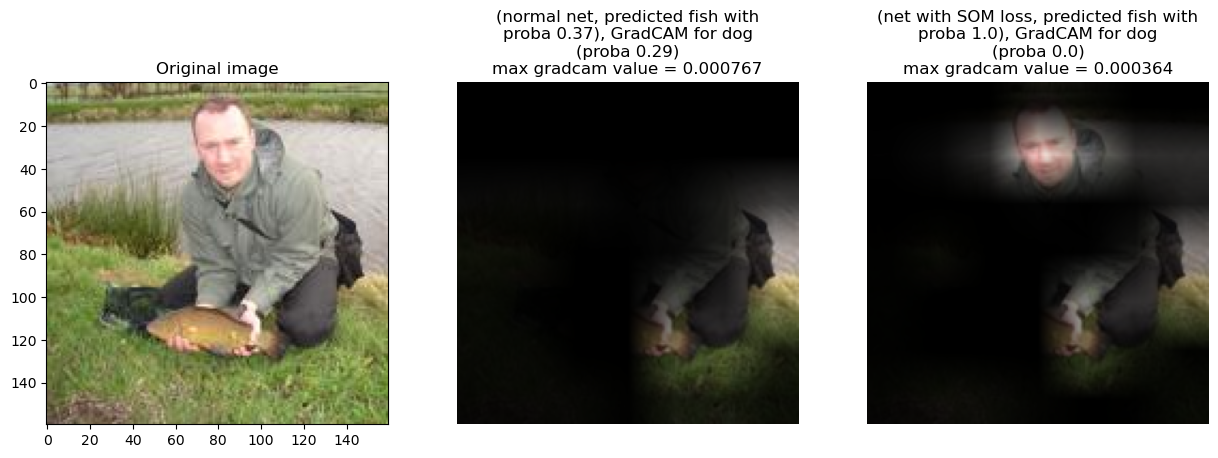 Original image
(normal net, predicted fish with
proba 0.37), GradCAM for dog
(proba 0.29)
max gradcam value = 0.000767
(net with SOM loss, predicted fish with
proba 1.0), GradCAM for dog
(proba 0.0)
max gradcam value = 0.000364
0
20
40
60
80
100
120
140
0 20 40 60 80 100 120 140